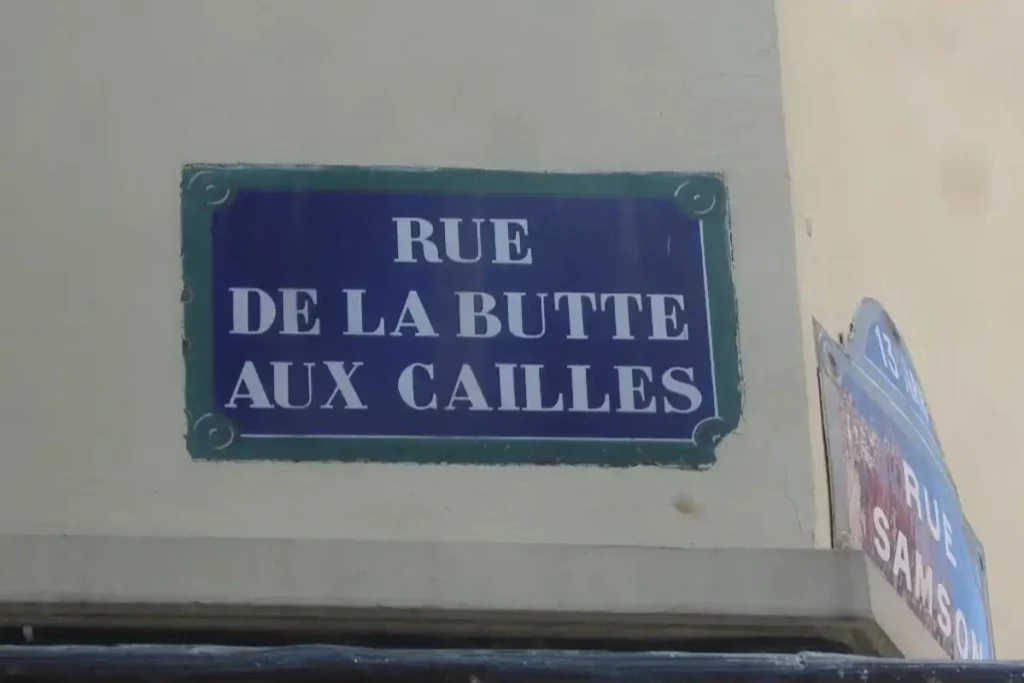 RUE
DE LA BUTTE
AUX CAILLES
RUE
SAMSON